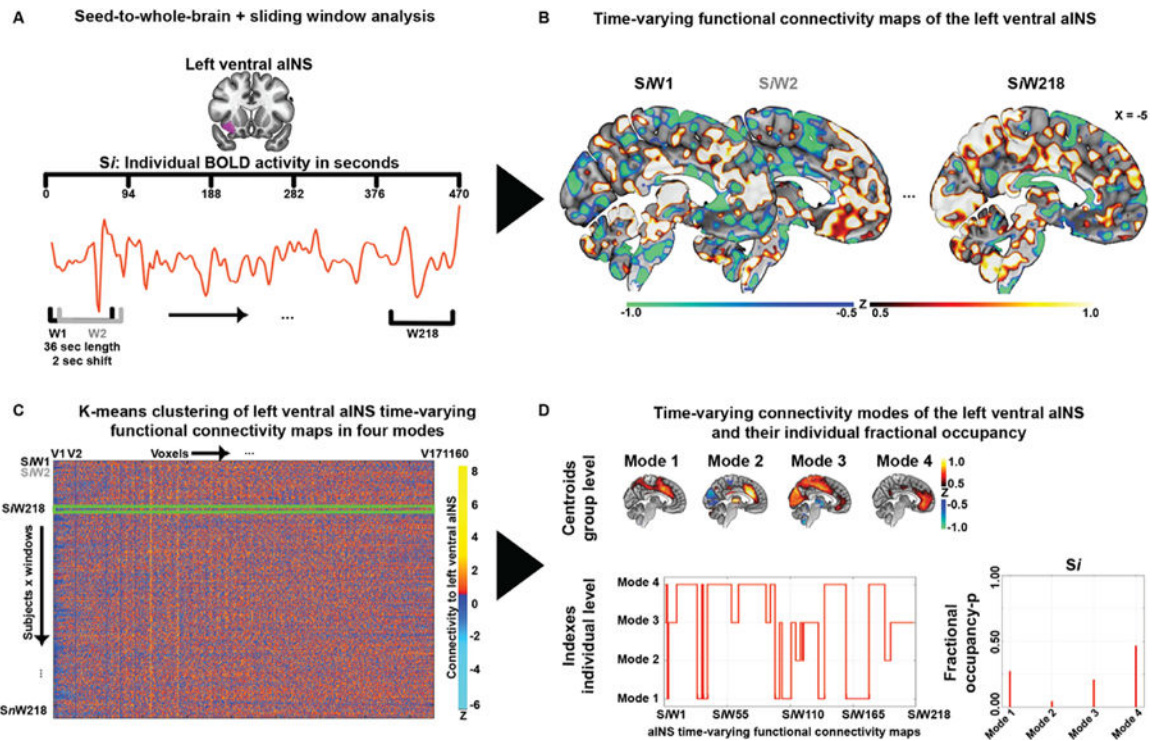 A
Seed-to-whole-brain + sliding window analysis
Left ventral aINS
Si: Individual BOLD activity in seconds
0 94 188 282 376 470
W1 W2 ... W218
36 sec length
2 sec shift
B
Time-varying functional connectivity maps of the left ventral aINS
SiW1 SiW2 SiW218
X = -5
...
-1.0 -0.5 Z 0.5 1.0
C
K-means clustering of left ventral aINS time-varying
functional connectivity maps in four modes
V1 V2 Voxels ... V171160
SiW1
SiW2
SiW218
Subjects x windows
...
SnW218
8
6
4
2
0
-2
-4
-6
Z
Connectivity to left ventral aINS
D
Time-varying connectivity modes of the left ventral aINS
and their individual fractional occupancy
Centroids
group level
Mode 1 Mode 2 Mode 3 Mode 4
1.0
0.5
Z
-0.5
-1.0
Indexes
individual level
Mode 4
Mode 3
Mode 2
Mode 1
SiW1 SiW55 SiW110 SiW165 SiW218
aINS time-varying functional connectivity maps
Si
Fractional
occupancy-p
1.00
0.50
0.00
Mode 1 Mode 2 Mode 3 Mode 4